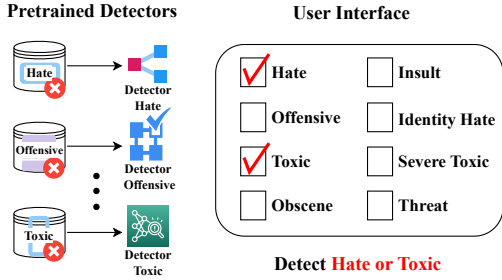 Pretrained Detectors
Hate
Detector
Hate
Offensive
Detector
Offensive
Toxic
Detector
Toxic
User Interface
Hate
Insult
Offensive
Identity Hate
Toxic
Severe Toxic
Obscene
Threat
Detect Hate or Toxic